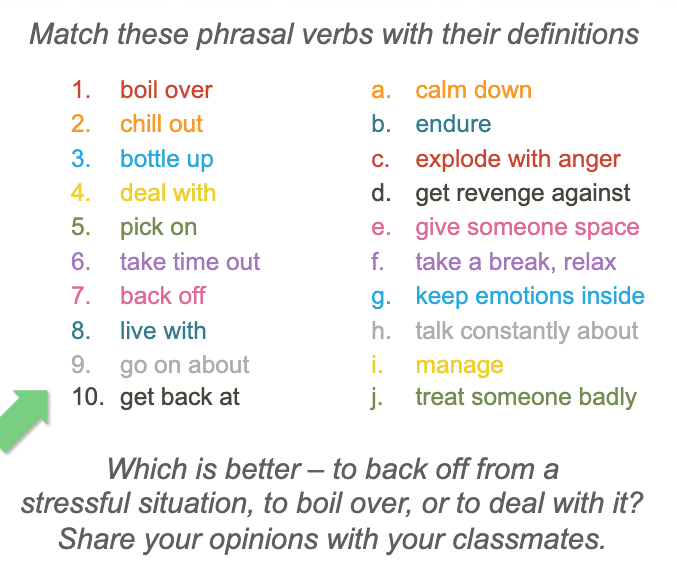 Match these phrasal verbs with their definitions
1. boil over a. calm down
2. chill out b. endure
3. bottle up c. explode with anger
4. deal with d. get revenge against
5. pick on e. give someone space
6. take time out f. take a break, relax
7. back off g. keep emotions inside
8. live with h. talk constantly about
9. go on about i. manage
10. get back at j. treat someone badly
Which is better – to back off from a
stressful situation, to boil over, or to deal with it?
Share your opinions with your classmates.